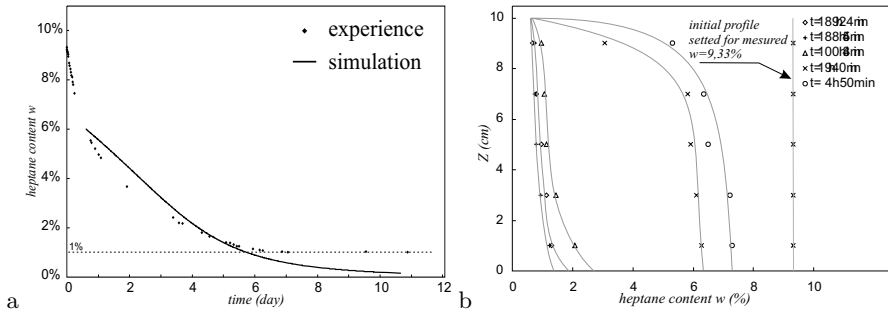 10%
8%
6%
4%
2%
0%
heptane content w
experience
simulation
1%
0 2 4 6 8 10 12 14
time (day)
a
10
8
6
4
2
0
Z (cm)
initial profile
setted for mesured
w=9,33%
t= 4h50min
0 2 4 6 8 10
heptane content w (%)
b